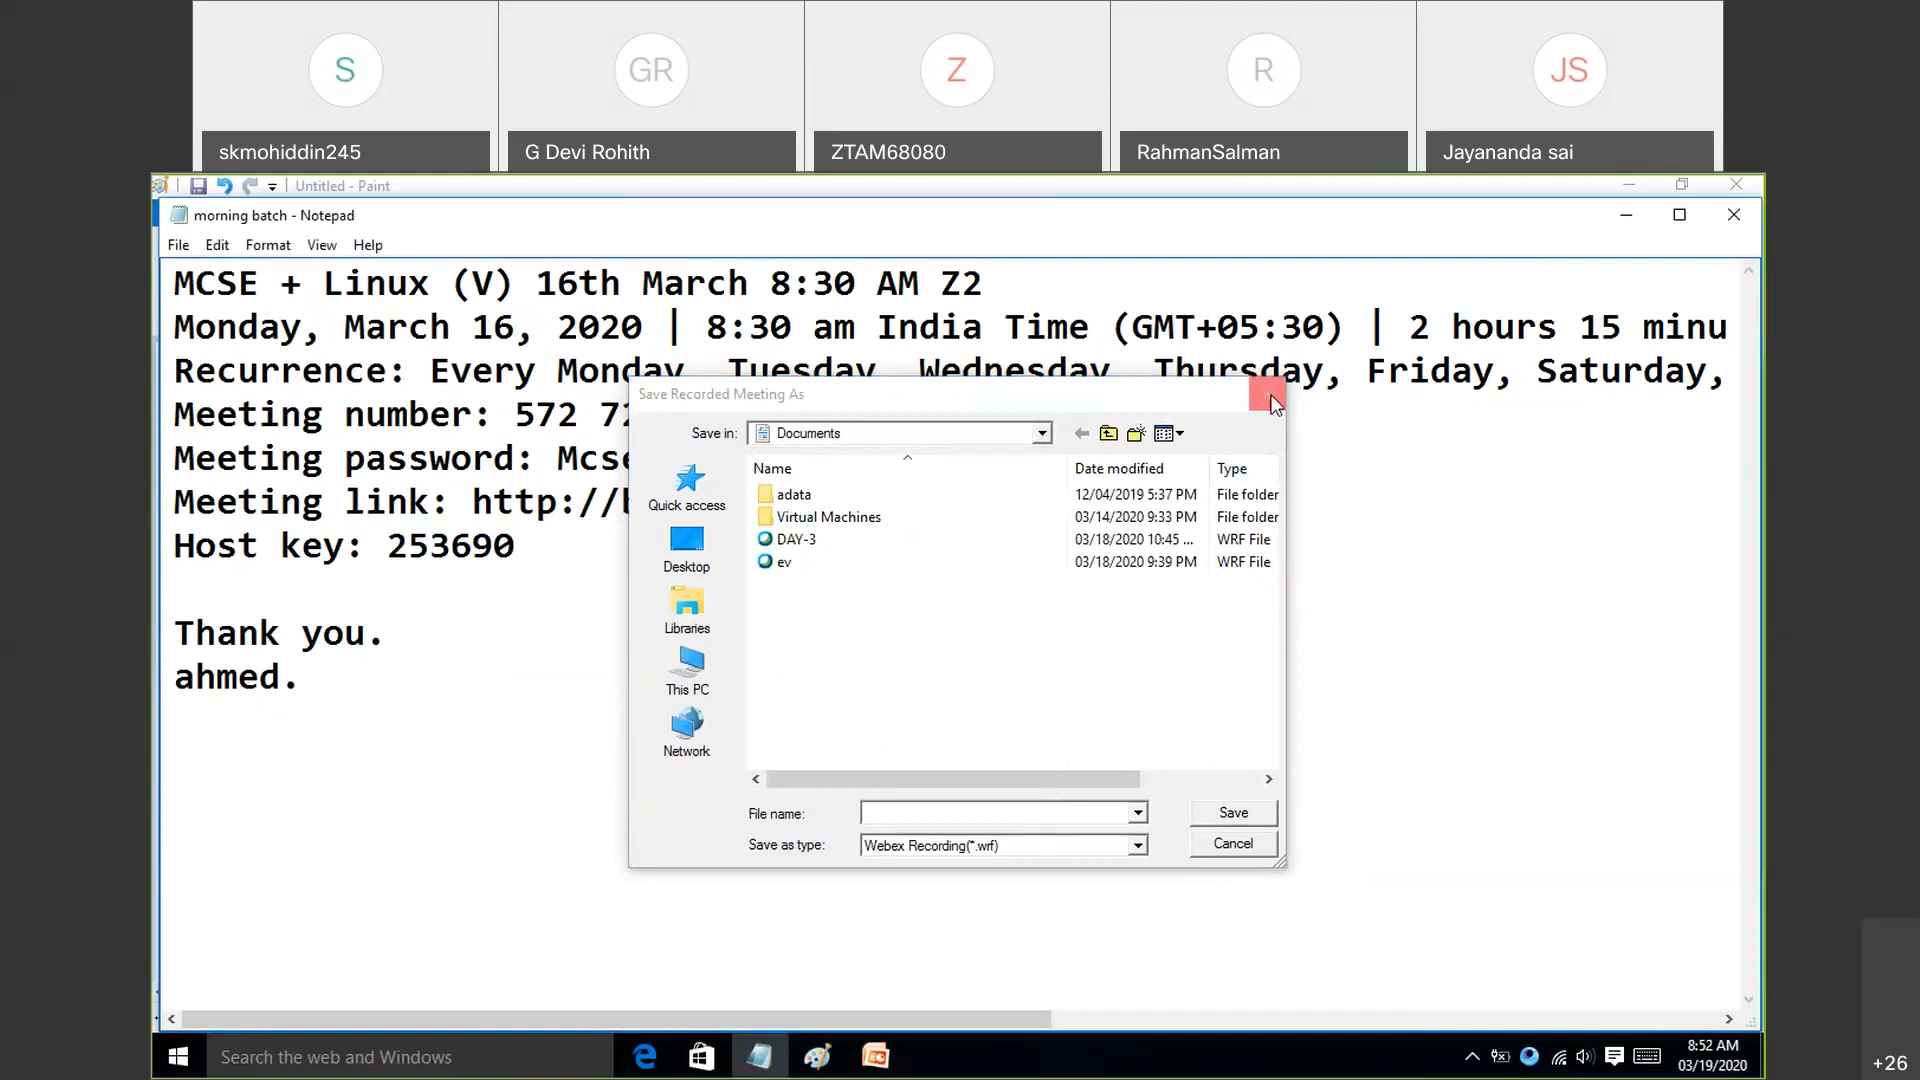 S
GR
Z
R
JS
skmohiddin245
G Devi Rohith
ZTAM68080
RahmanSalman
Jayananda sai
Untitled - Paint
morning batch - Notepad
File Edit Format View Help
MCSE + Linux (V) 16th March 8:30 AM Z2
Monday, March 16, 2020 | 8:30 am India Time (GMT+05:30) | 2 hours 15 minu
Recurrence: Every Monday, Tuesday, Wednesday, Thursday, Friday, Saturday,
Meeting number: 572 72
Meeting password: Mcse
Meeting link: http://b
Host key: 253690
Thank you.
ahmed.
Save Recorded Meeting As
Save in: Documents
Name Date modified Type
adata 12/04/2019 5:37 PM File folder
Virtual Machines 03/14/2020 9:33 PM File folder
DAY-3 03/18/2020 10:45 ... WRF File
ev 03/18/2020 9:39 PM WRF File
Quick access
Desktop
Libraries
This PC
Network
File name: Save
Save as type: Webex Recording(*.wrf) Cancel
Search the web and Windows
8:52 AM
03/19/2020
+26